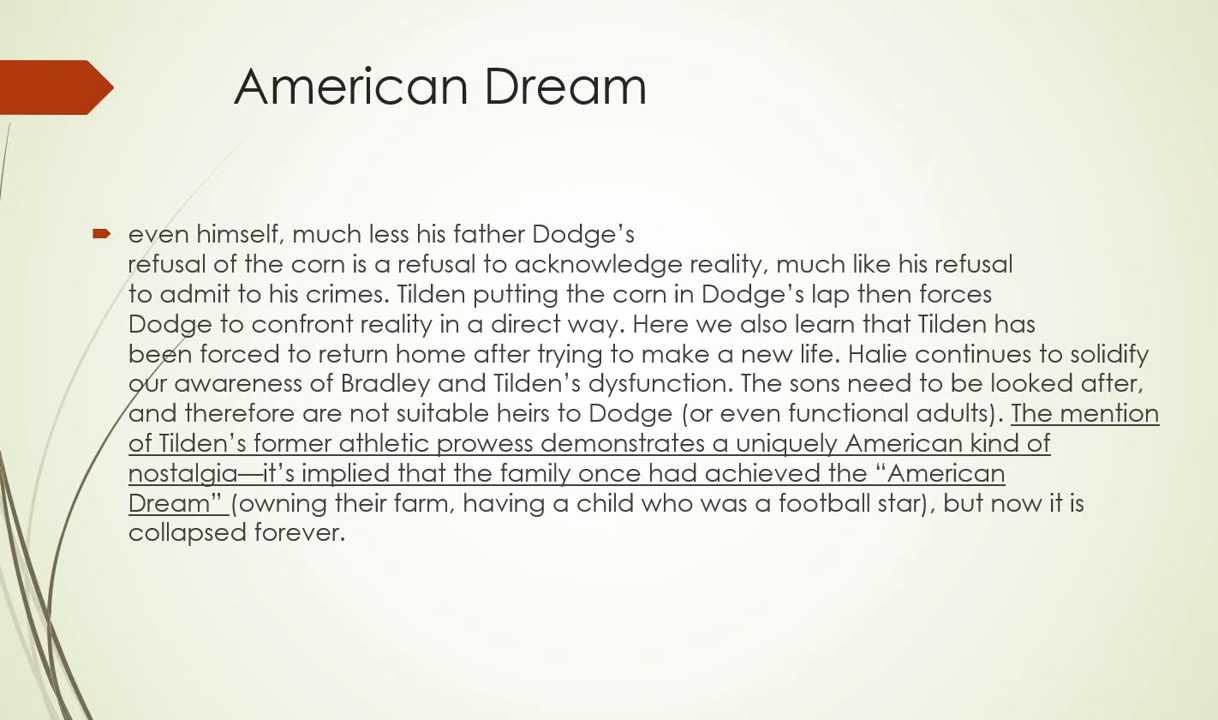 American Dream
even himself, much less his father Dodge’s
refusal of the corn is a refusal to acknowledge reality, much like his refusal
to admit to his crimes. Tilden putting the corn in Dodge’s lap then forces
Dodge to confront reality in a direct way. Here we also learn that Tilden has
been forced to return home after trying to make a new life. Halie continues to solidify
our awareness of Bradley and Tilden’s dysfunction. The sons need to be looked after,
and therefore are not suitable heirs to Dodge (or even functional adults). The mention
of Tilden’s former athletic prowess demonstrates a uniquely American kind of
nostalgia—it’s implied that the family once had achieved the “American
Dream” (owning their farm, having a child who was a football star), but now it is
collapsed forever.